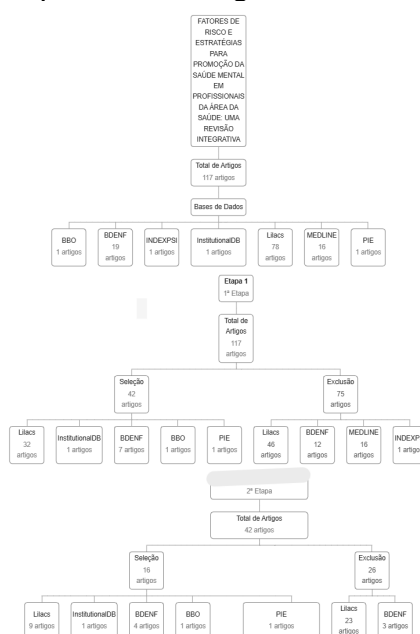 FATORES DE
RISCO E
ESTRATÉGIAS
PARA
PROMOÇÃO DA
SAÚDE MENTAL
EM
PROFISSIONAIS
DA ÁREA DA
SAÚDE: UMA
REVISÃO
INTEGRATIVA
Total de Artigos
117 artigos
Bases de Dados
BBO
1 artigos
BDENF
19
artigos
INDEXPSI
1 artigos
InstitutionalDB
1 artigos
Lilacs
78
artigos
MEDLINE
16
artigos
PIE
1 artigos
Etapa 1
1ª Etapa
Total de
Artigos
117
artigos
Seleção
42
artigos
Exclusão
75
artigos
Lilacs
32
artigos
InstitutionalDB
1 artigos
BDENF
7 artigos
BBO
1 artigos
PIE
1 artigos
Lilacs
46
artigos
BDENF
12
artigos
MEDLINE
16
artigos
INDEXP
1 artigo
2ª Etapa
Total de Artigos
42 artigos
Seleção
16
artigos
Exclusão
26
artigos
Lilacs
9 artigos
InstitutionalDB
1 artigos
BDENF
4 artigos
BBO
1 artigos
PIE
1 artigos
Lilacs
23
artigos
BDENF
3 artigos